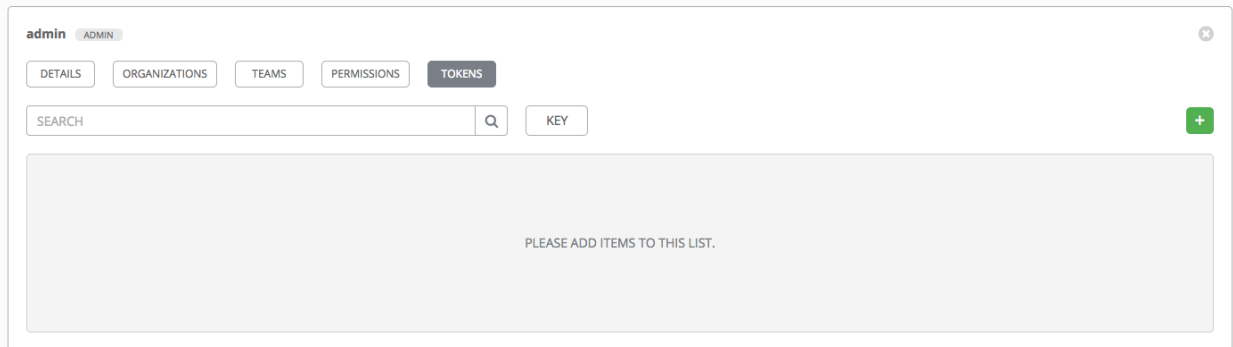 admin ADMIN
DETAILS ORGANIZATIONS TEAMS PERMISSIONS TOKENS
SEARCH KEY +
PLEASE ADD ITEMS TO THIS LIST.